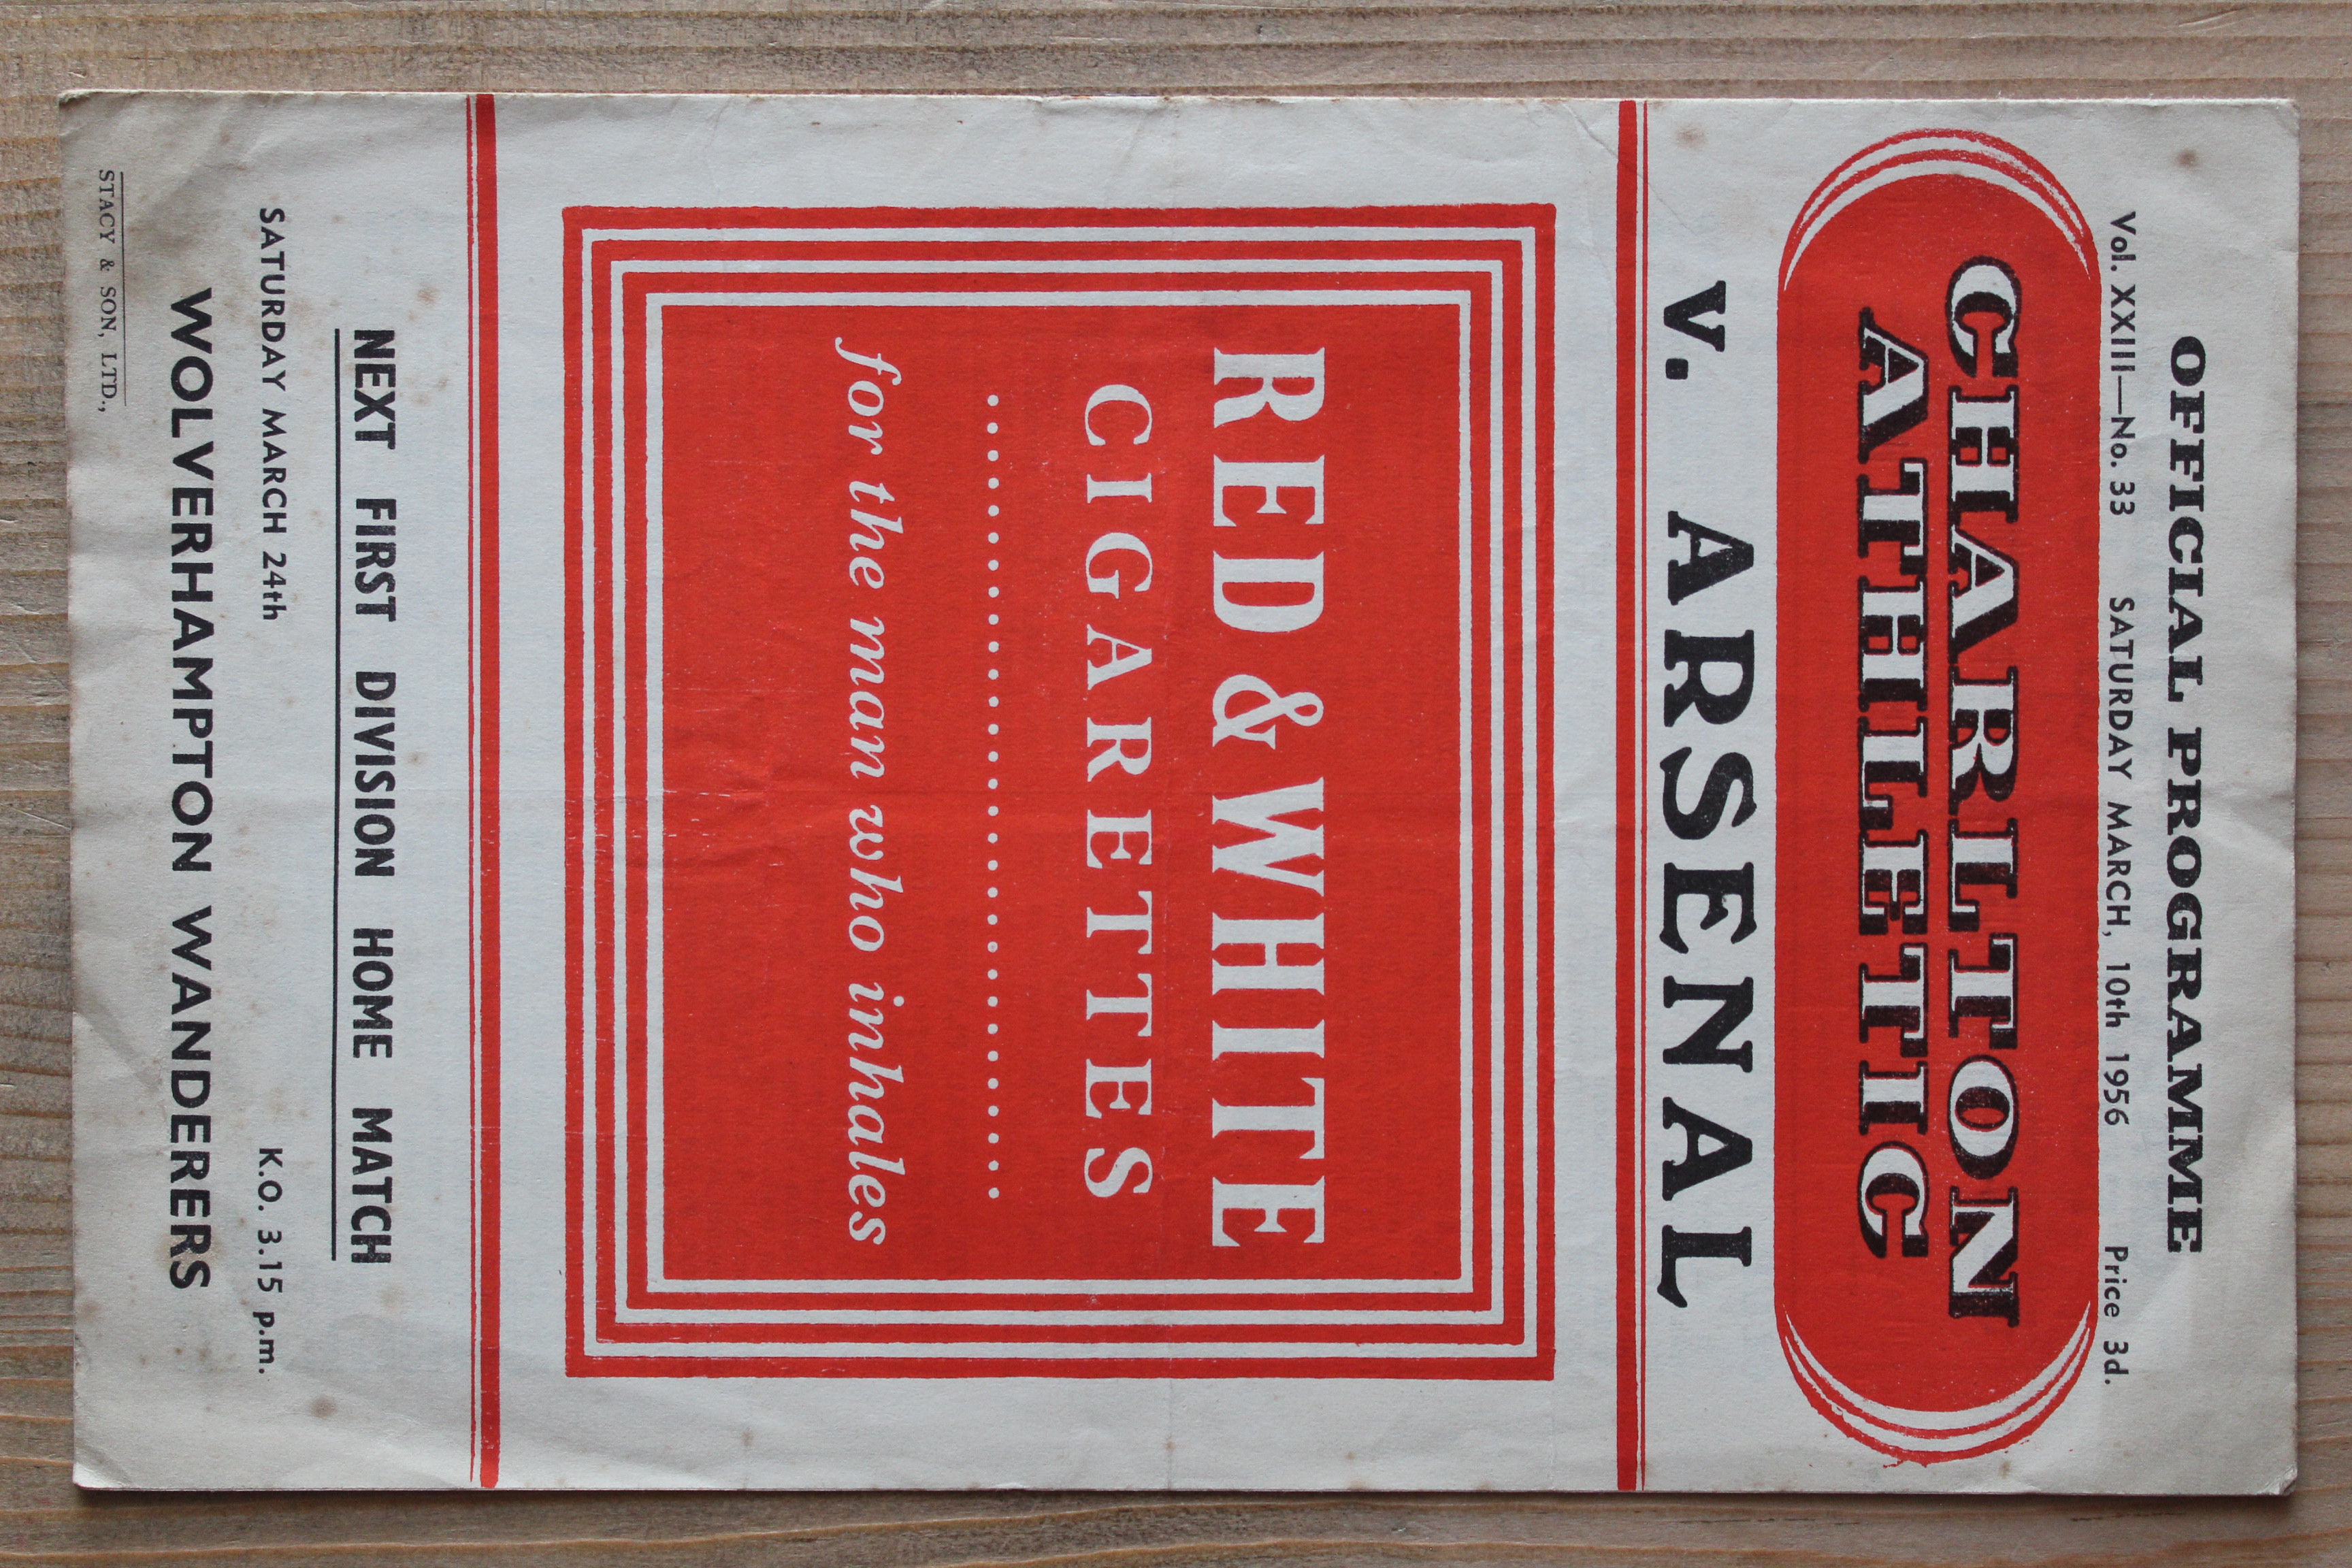 OFFICIAL PROGRAMME
Vol. XXIII—No. 33 SATURDAY MARCH, 10th 1956 Price 3d.
CHARLTON
ATHLETIC
v. ARSENAL
RED & WHITE
CIGARETTES
..............................
for the man who inhales
NEXT FIRST DIVISION HOME MATCH
SATURDAY MARCH 24th K.O. 3.15 p.m.
WOLVERHAMPTON WANDERERS
STACY & SON, LTD.,